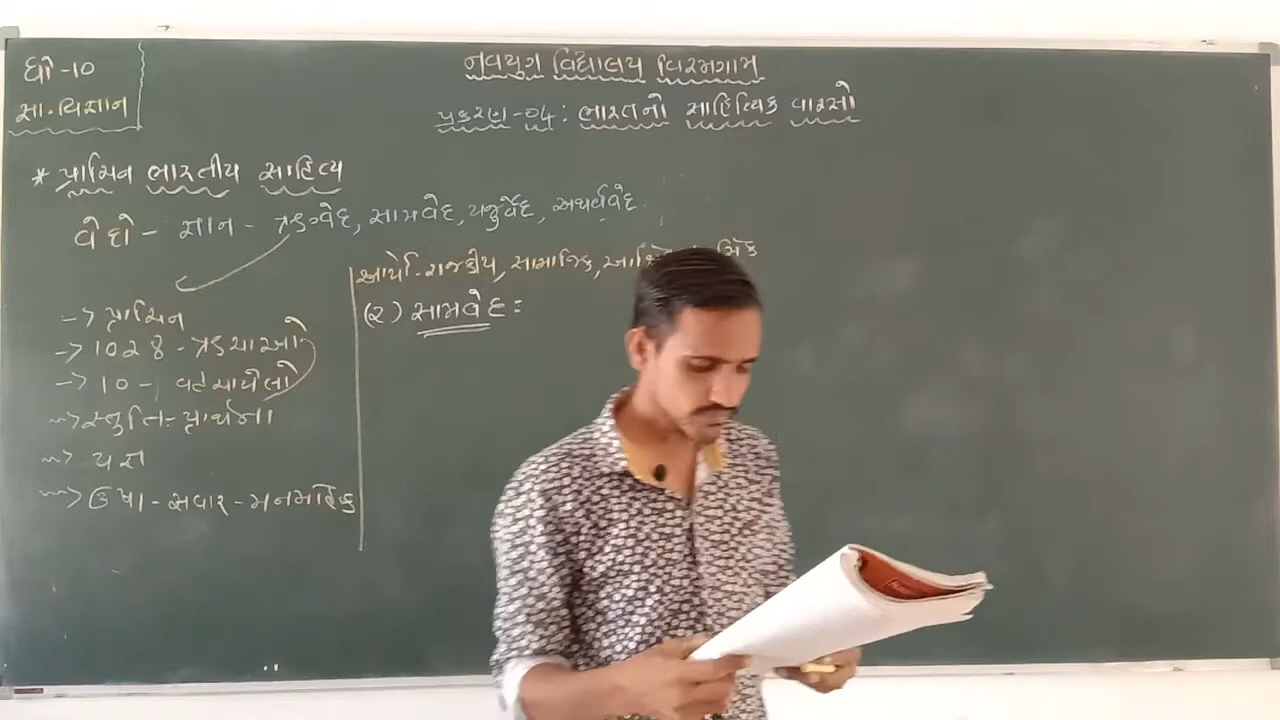 ધો-10
સા.વિજ્ઞાન
નવયુગ વિદ્યાલય વિરમગામ
પ્રકરણ-04: ભારતનો સાહિત્યિક વારસો
* પ્રાચિન ભારતીય સાહિત્ય
વેદો - જ્ઞાન - ઋગ્વેદ, સામવેદ, યજુર્વેદ, અથર્વવેદ
-> પ્રાચિન
-> 1028 - ઋચાઓ
-> 10 -
-> સ્તુતિ - પ્રાર્થના
-> યજ્ઞ
-> ઉષા - સવાર - મનમોહક
આર્યો - રાજકીય, સામાજિક,
(૨) સામવેદ :